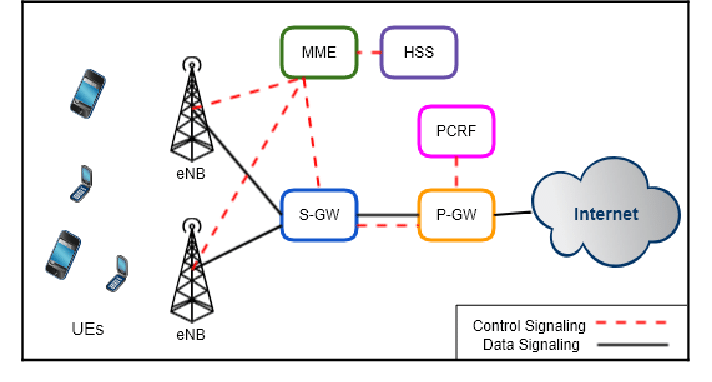 MME
HSS
PCRF
eNB
S-GW
P-GW
Internet
UEs
eNB
Control Signaling
Data Signaling